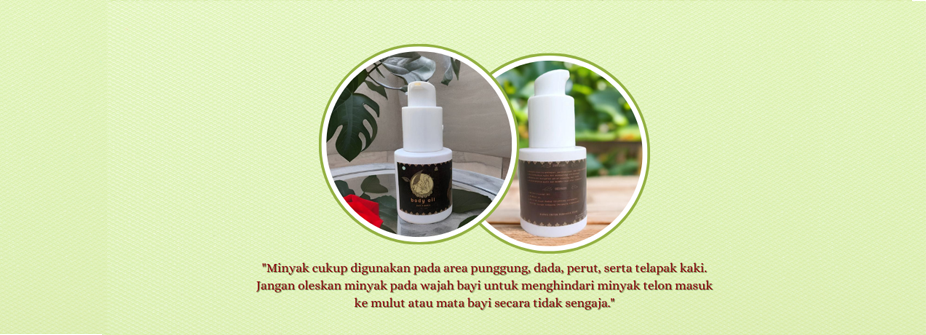 body oil
"Minyak cukup digunakan pada area punggung, dada, perut, serta telapak kaki.
Jangan oleskan minyak pada wajah bayi untuk menghindari minyak telon masuk
ke mulut atau mata bayi secara tidak sengaja."